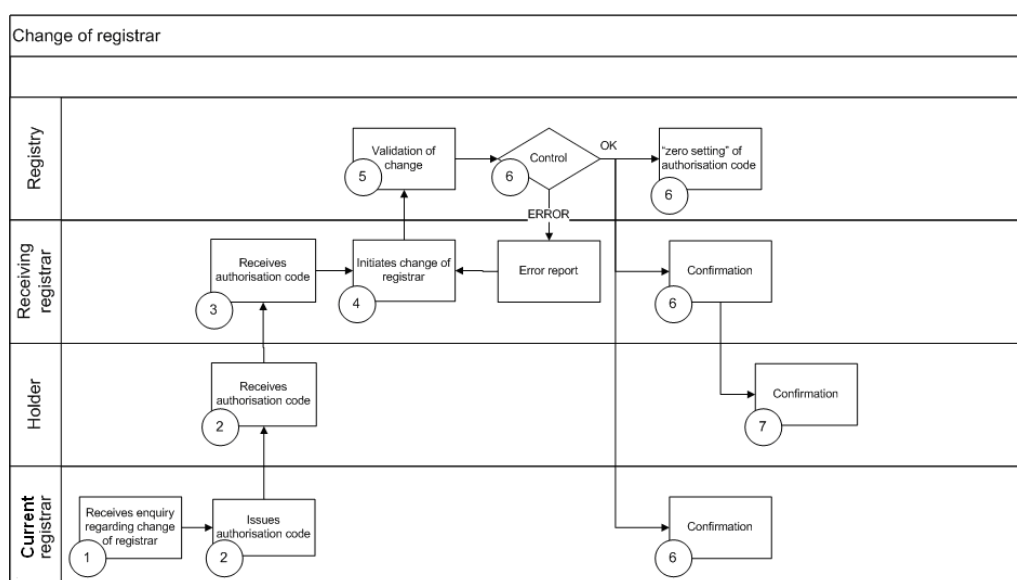 Change of registrar
Registry
Validation of
change
5
Control
6
OK
"zero setting" of
authorisation code
6
ERROR
Receiving
registrar
Receives
authorisation code
3
Initiates change of
registrar
4
Error report
Confirmation
6
Holder
Receives
authorisation code
2
Confirmation
7
Current
registrar
Receives enquiry
regarding change
of registrar
1
Issues
authorisation code
2
Confirmation
6